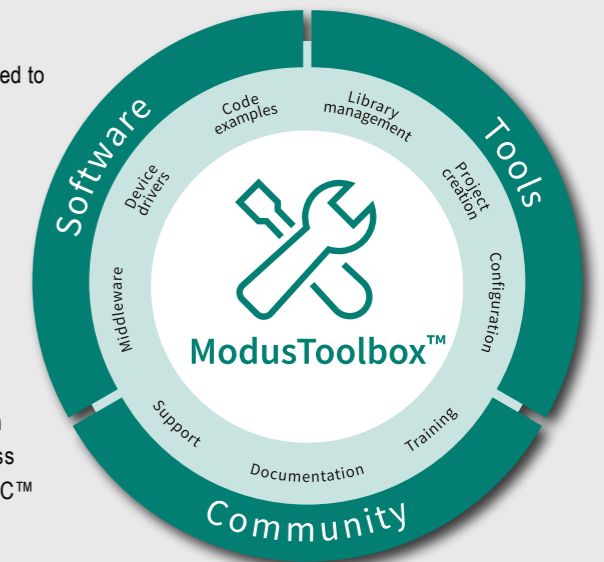 ed to
Software
Code
examples
Device
drivers
Middleware
Tools
Library
management
Project
creation
Configuration
ModusToolbox™
Community
Support
Documentation
Training
C™